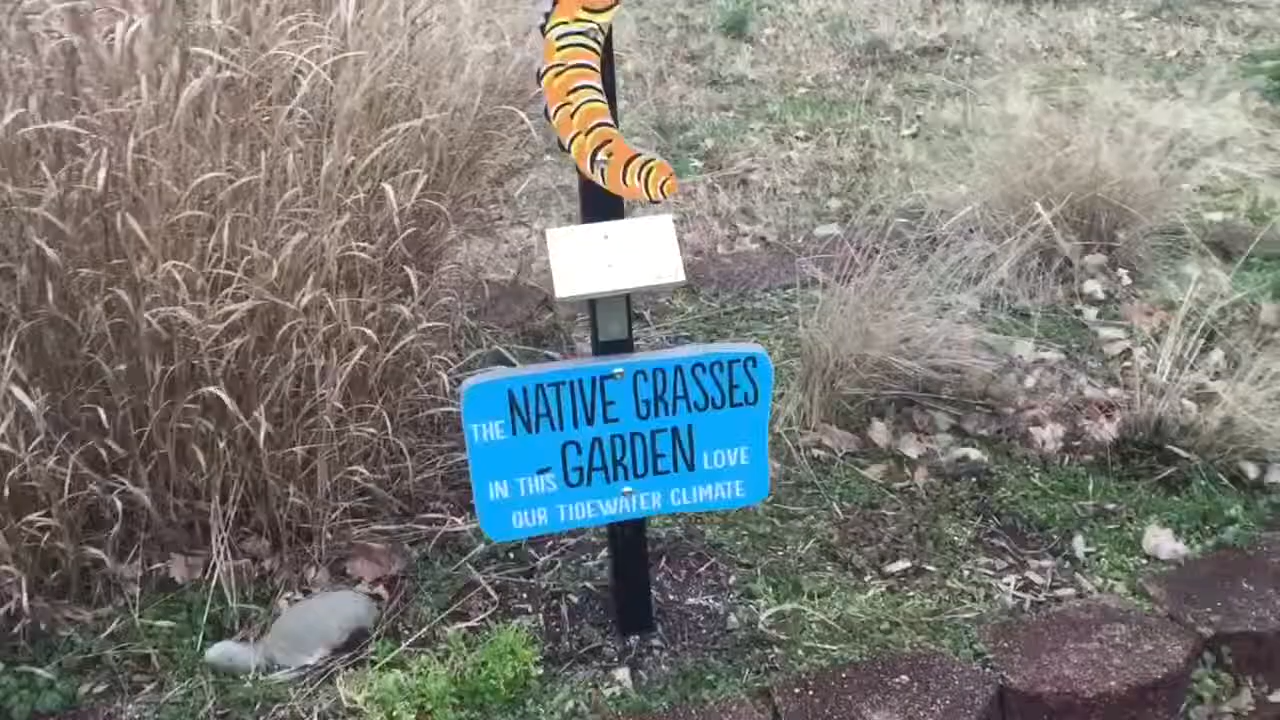 THE NATIVE GRASSES
IN THIS GARDEN LOVE
OUR TIDEWATER CLIMATE